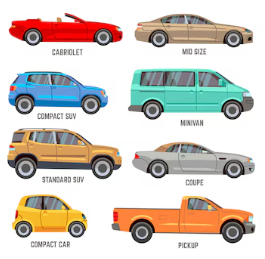 CABRIOLET
MID SIZE
COMPACT SUV
MINIVAN
STANDARD SUV
COUPE
COMPACT CAR
PICKUP